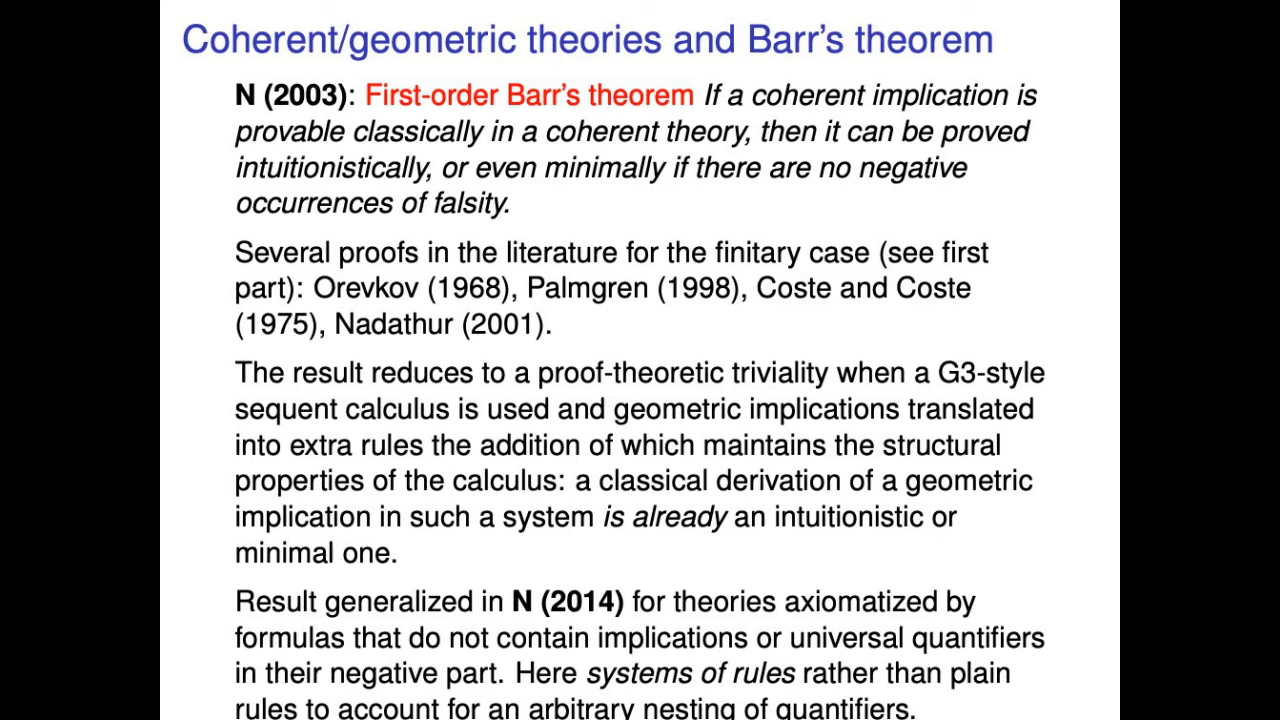 Coherent/geometric theories and Barr’s theorem
N (2003): First-order Barr’s theorem If a coherent implication is
provable classically in a coherent theory, then it can be proved
intuitionistically, or even minimally if there are no negative
occurrences of falsity.
Several proofs in the literature for the finitary case (see first
part): Orevkov (1968), Palmgren (1998), Coste and Coste
(1975), Nadathur (2001).
The result reduces to a proof-theoretic triviality when a G3-style
sequent calculus is used and geometric implications translated
into extra rules the addition of which maintains the structural
properties of the calculus: a classical derivation of a geometric
implication in such a system is already an intuitionistic or
minimal one.
Result generalized in N (2014) for theories axiomatized by
formulas that do not contain implications or universal quantifiers
in their negative part. Here systems of rules rather than plain
rules to account for an arbitrary nesting of quantifiers.